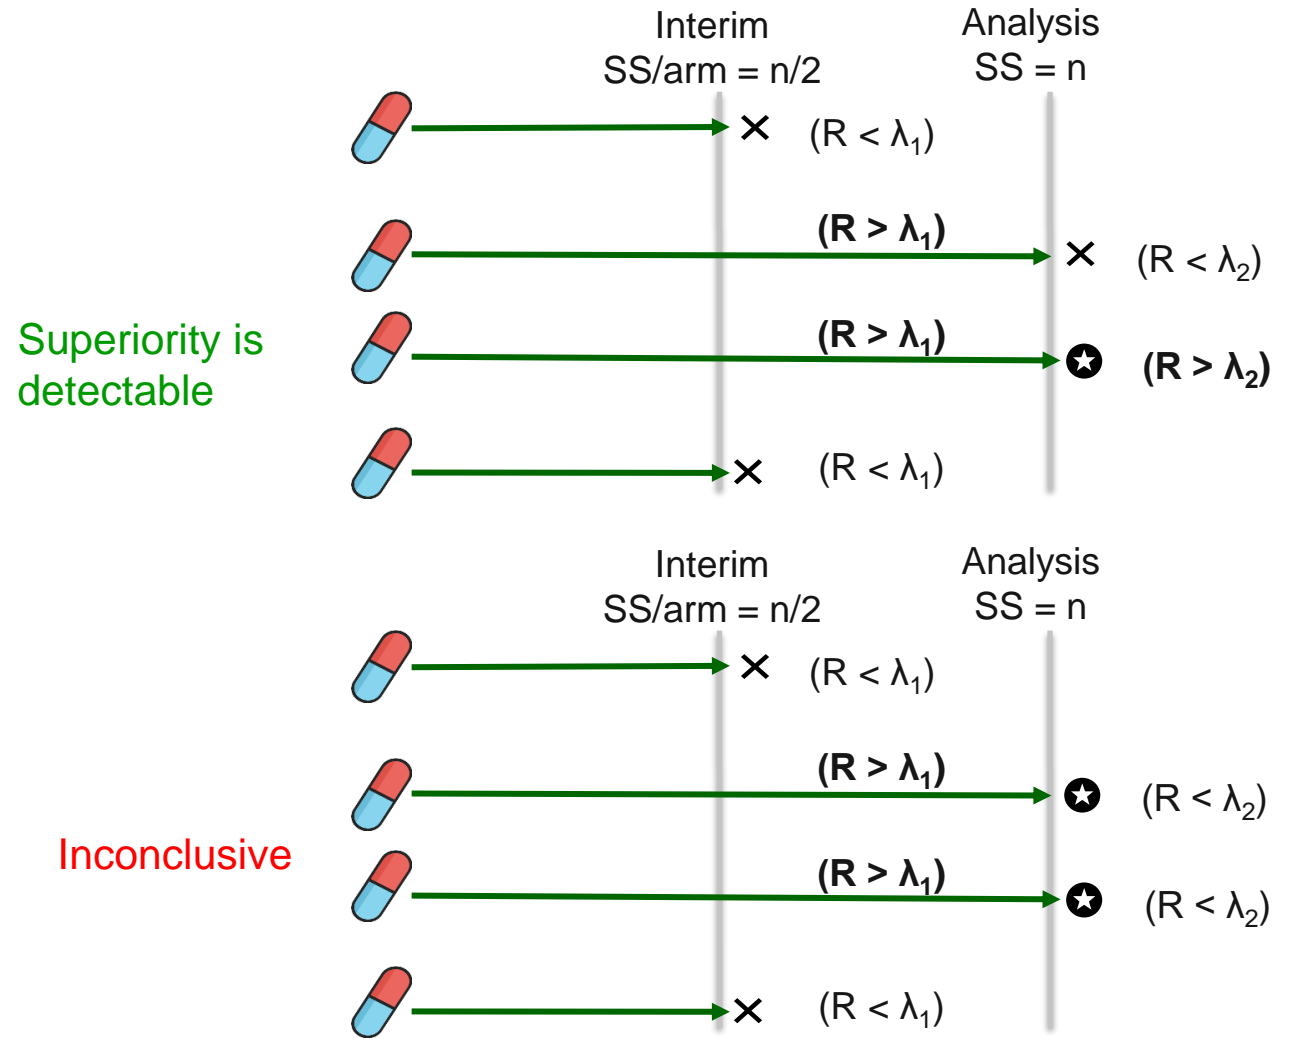 Interim
SS/arm = n/2
Analysis
SS = n
(R < λ₁)
(R > λ₁)
(R < λ₂)
Superiority is
detectable
(R > λ₁)
(R > λ₂)
(R < λ₁)
Interim
SS/arm = n/2
Analysis
SS = n
(R < λ₁)
(R > λ₁)
(R < λ₂)
Inconclusive
(R > λ₁)
(R < λ₂)
(R < λ₁)